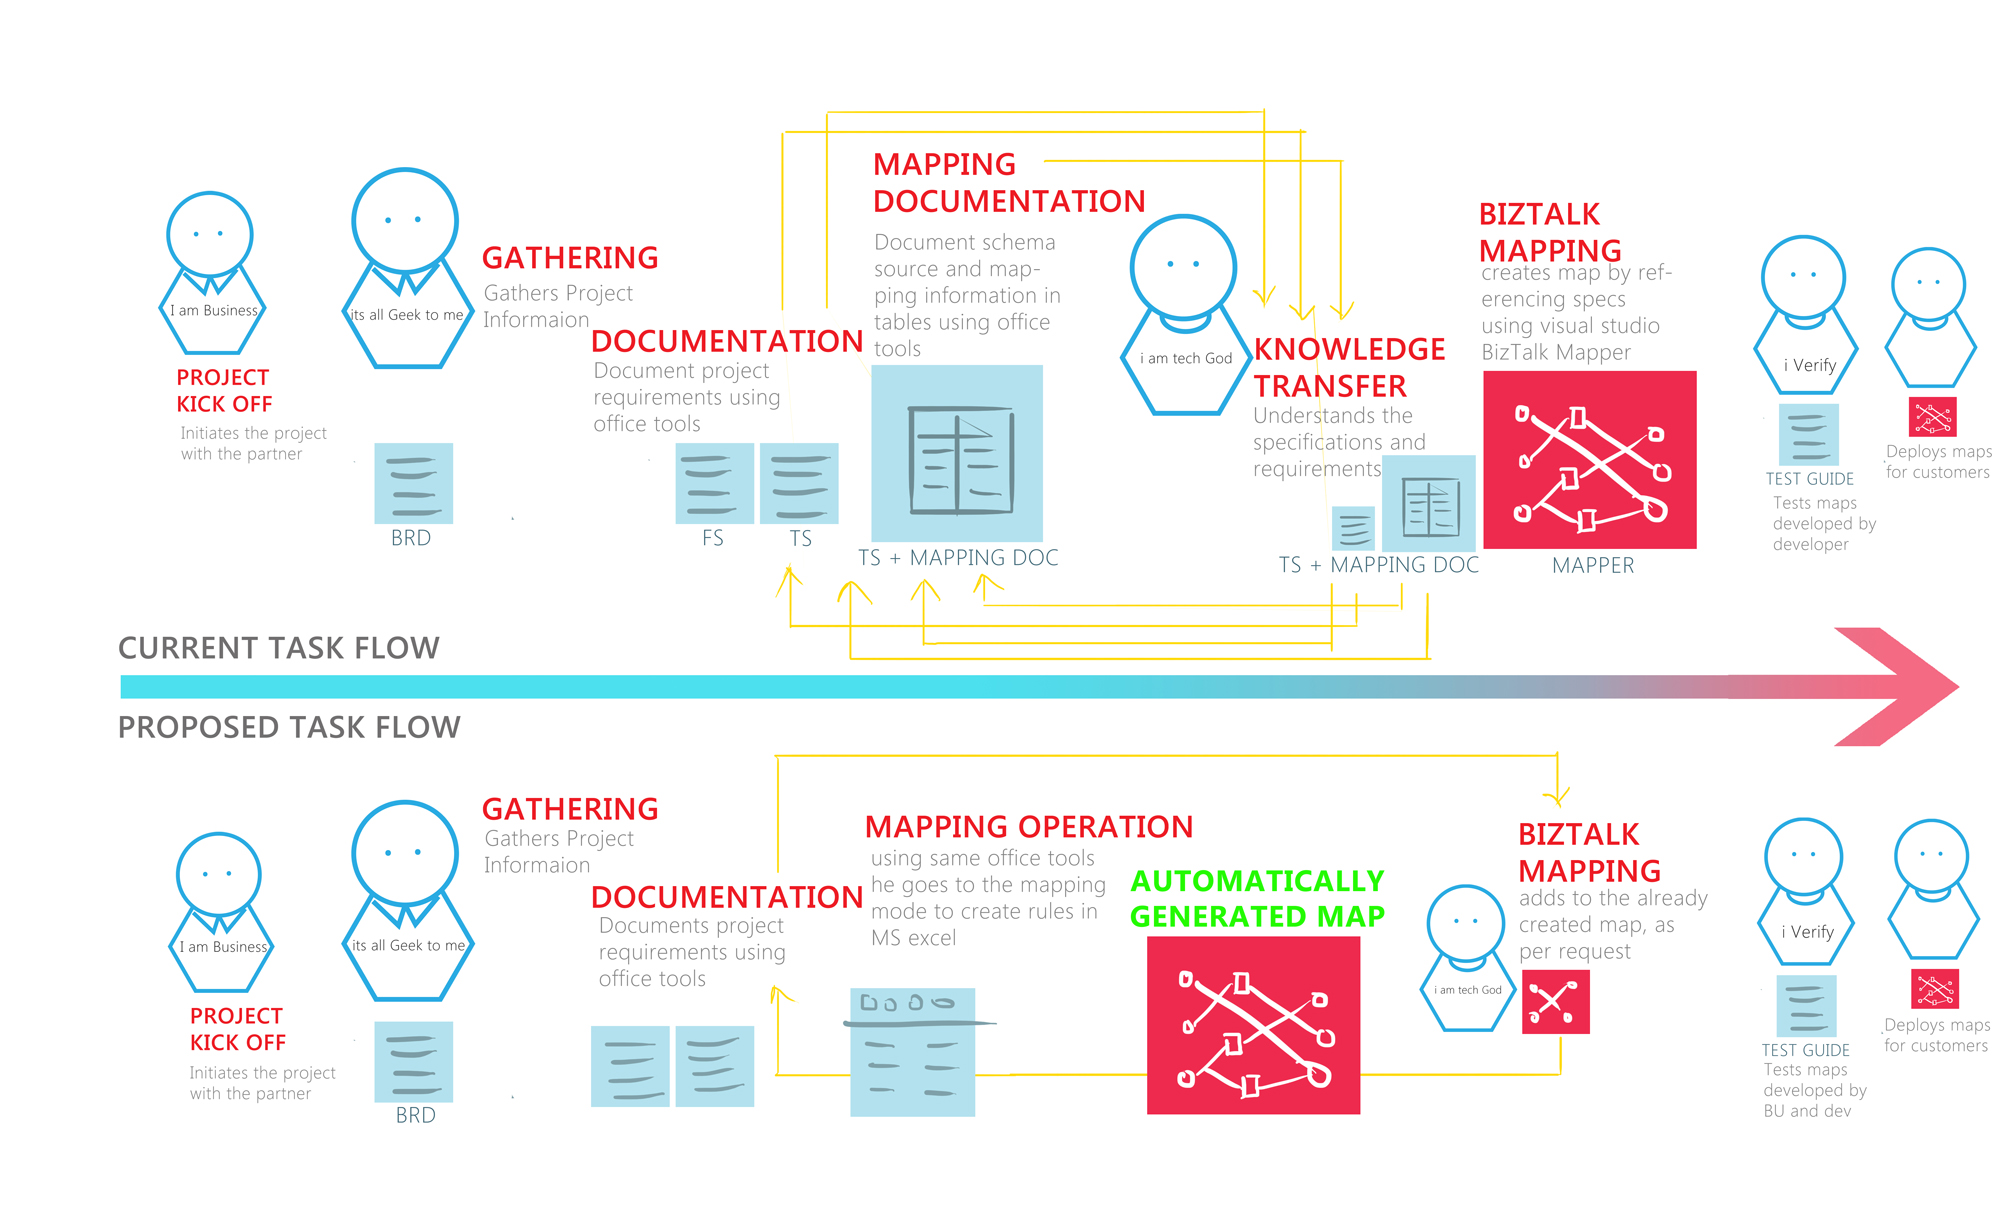 I am Business
PROJECT
KICK OFF
Initiates the project
with the partner
its all Geek to me
GATHERING
Gathers Project
Informaion
BRD
DOCUMENTATION
Document project
requirements using
office tools
FS
TS
MAPPING
DOCUMENTATION
Document schema
source and map-
ping information in
tables using office
tools
TS + MAPPING DOC
i am tech God
KNOWLEDGE
TRANSFER
Understands the
specifications and
requirements
TS + MAPPING DOC
BIZTALK
MAPPING
creates map by ref-
erencing specs
using visual studio
BizTalk Mapper
MAPPER
i Verify
TEST GUIDE
Tests maps
developed by
developer
Deploys maps
for customers
CURRENT TASK FLOW
PROPOSED TASK FLOW
I am Business
PROJECT
KICK OFF
Initiates the project
with the partner
its all Geek to me
GATHERING
Gathers Project
Informaion
BRD
DOCUMENTATION
Documents project
requirements using
office tools
MAPPING OPERATION
using same office tools
he goes to the mapping
mode to create rules in
MS excel
AUTOMATICALLY
GENERATED MAP
i am tech God
BIZTALK
MAPPING
adds to the already
created map, as
per request
i Verify
TEST GUIDE
Tests maps
developed by
BU and dev
Deploys maps
for customers